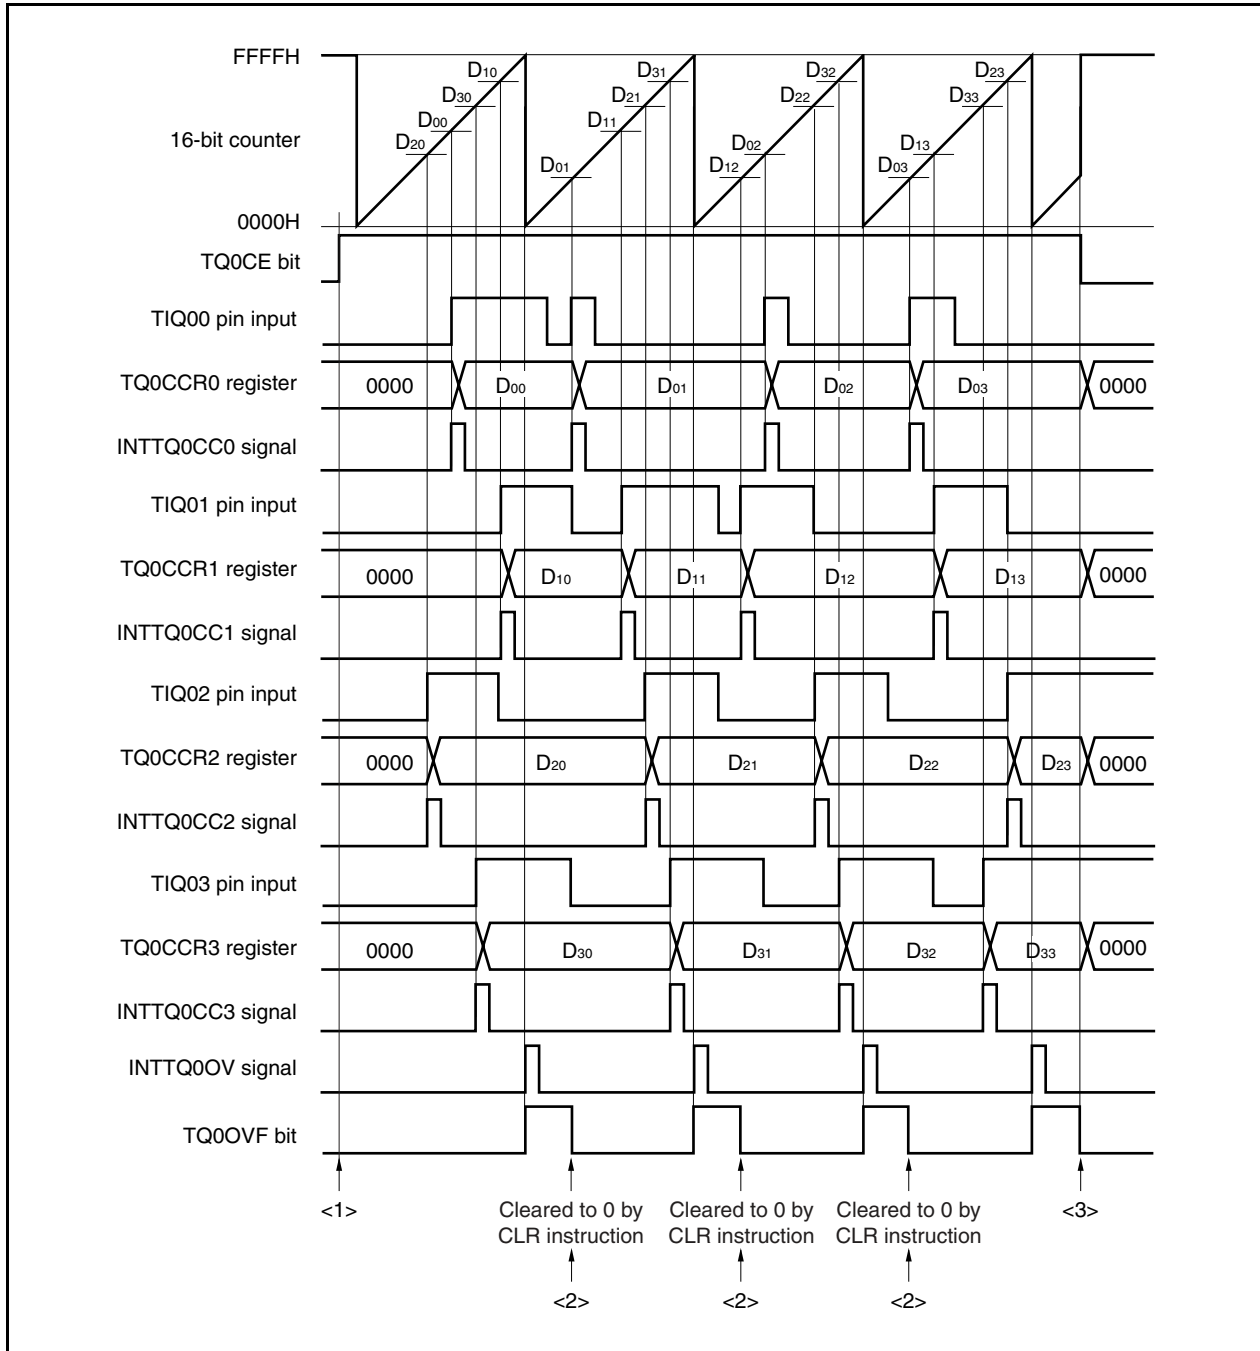 FFFFH
D10 D31 D32 D23
D30 D21 D22 D33
D00 D11
16-bit counter
D20 D02 D13
D01 D12 D03
0000H
TQ0CE bit
TIQ00 pin input
TQ0CCR0 register 0000 D00 D01 D02 D03 0000
INTTQ0CC0 signal
TIQ01 pin input
TQ0CCR1 register 0000 D10 D11 D12 D13 0000
INTTQ0CC1 signal
TIQ02 pin input
TQ0CCR2 register 0000 D20 D21 D22 D23 0000
INTTQ0CC2 signal
TIQ03 pin input
TQ0CCR3 register 0000 D30 D31 D32 D33 0000
INTTQ0CC3 signal
INTTQ0OV signal
TQ0OVF bit
<1> Cleared to 0 by Cleared to 0 by Cleared to 0 by <3>
CLR instruction CLR instruction CLR instruction
<2> <2> <2>